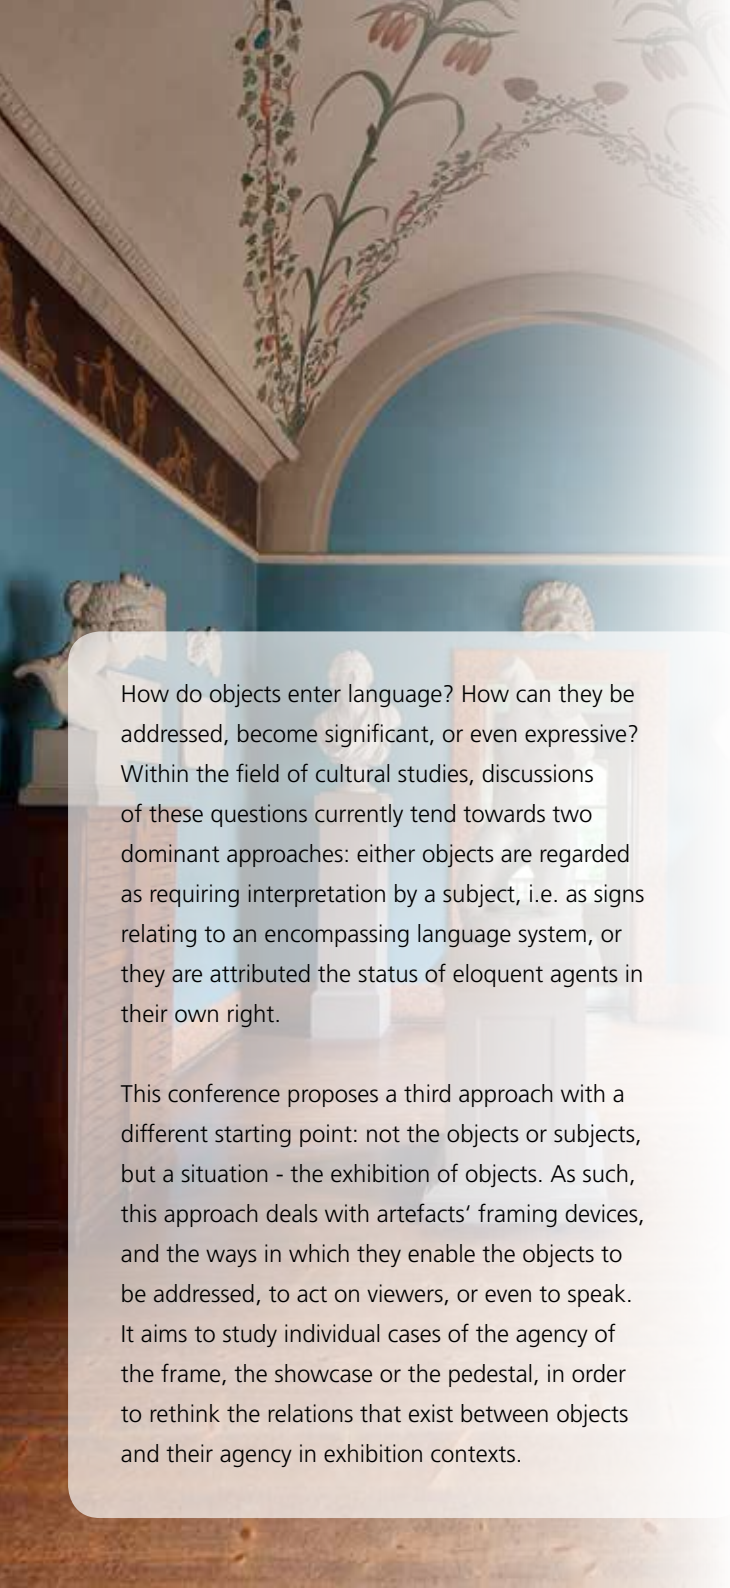 How do objects enter language? How can they be
addressed, become significant, or even expressive?
Within the field of cultural studies, discussions
of these questions currently tend towards two
dominant approaches: either objects are regarded
as requiring interpretation by a subject, i.e. as signs
relating to an encompassing language system, or
they are attributed the status of eloquent agents in
their own right.
This conference proposes a third approach with a
different starting point: not the objects or subjects,
but a situation - the exhibition of objects. As such,
this approach deals with artefacts‘ framing devices,
and the ways in which they enable the objects to
be addressed, to act on viewers, or even to speak.
It aims to study individual cases of the agency of
the frame, the showcase or the pedestal, in order
to rethink the relations that exist between objects
and their agency in exhibition contexts.